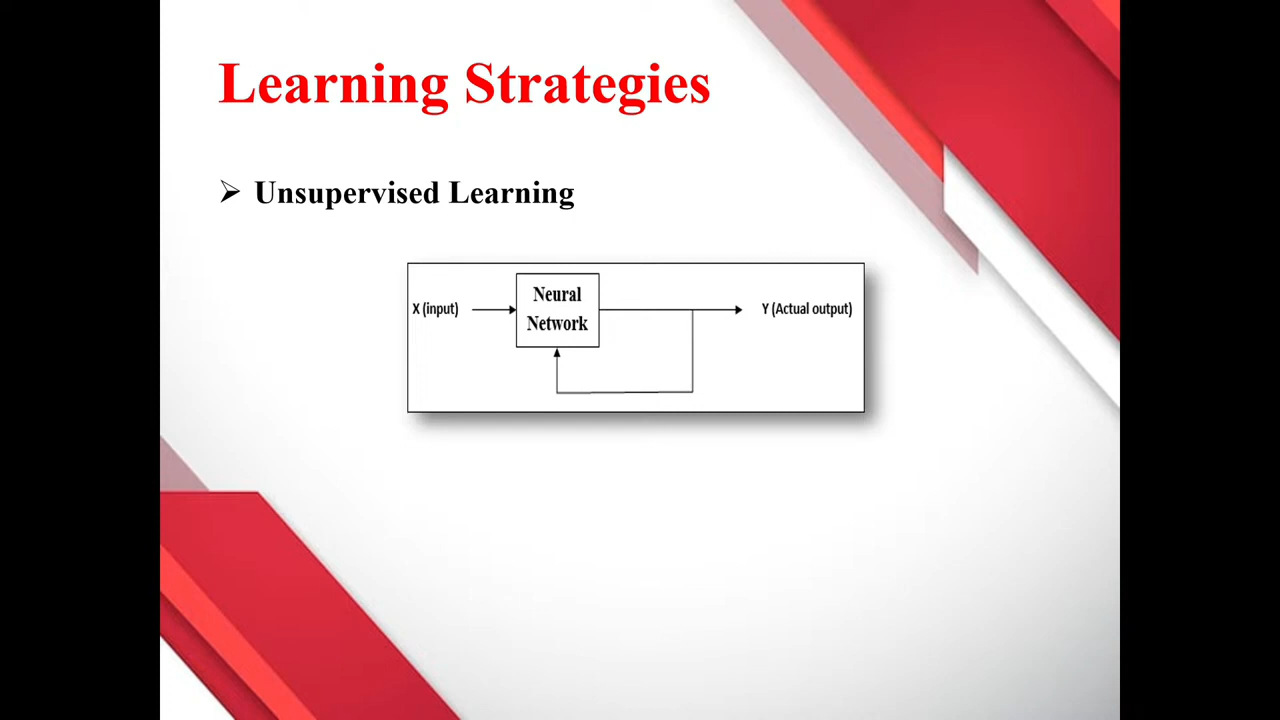 Learning Strategies
➢ Unsupervised Learning
X (input)
Neural
Network
Y (Actual output)